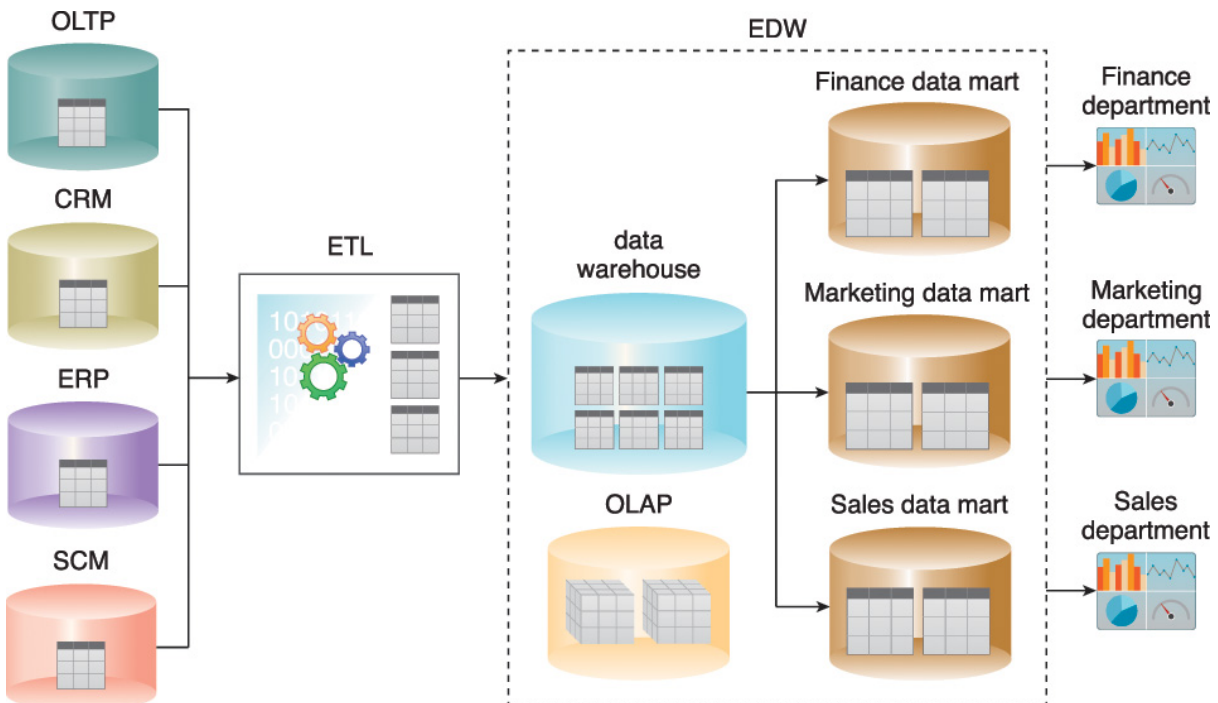 OLTP
CRM
ERP
SCM
ETL
EDW
data
warehouse
OLAP
Finance data mart
Marketing data mart
Sales data mart
Finance
department
Marketing
department
Sales
department